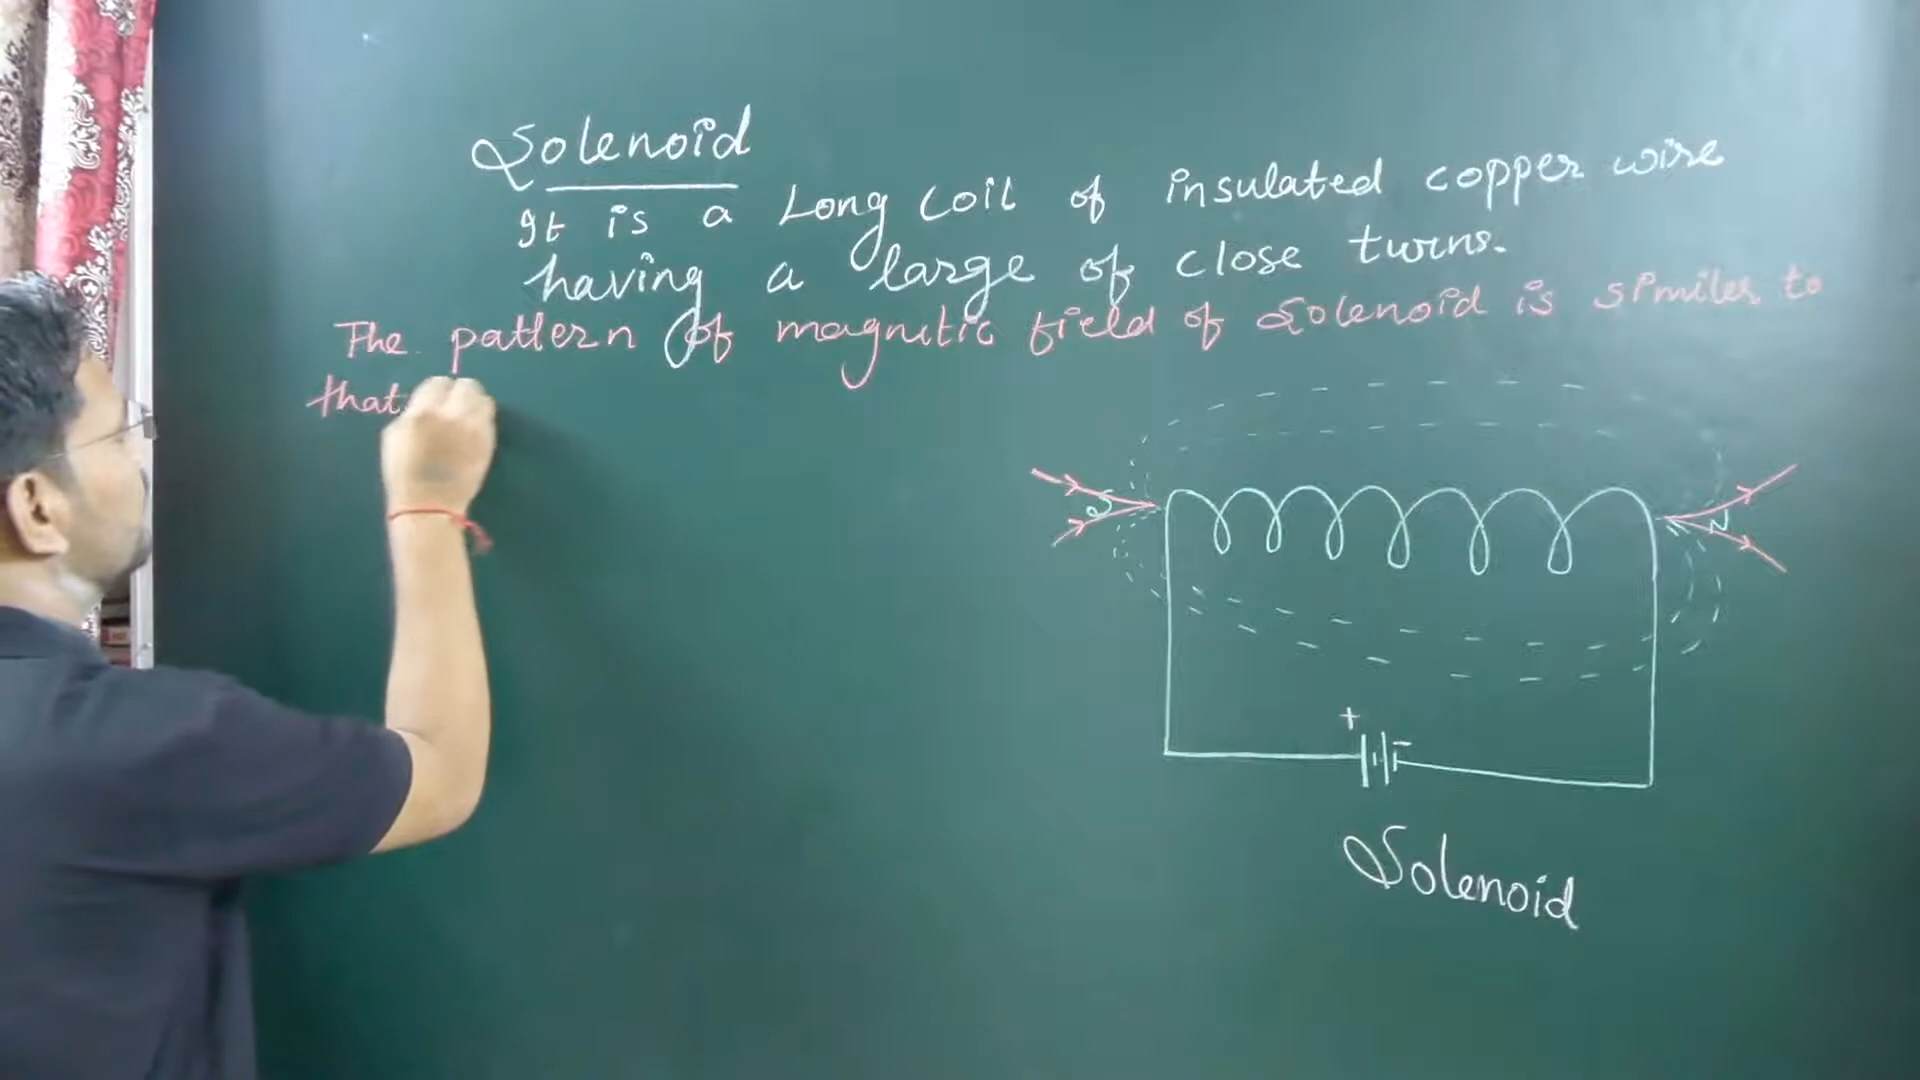 Solenoid
It is a Long Coil of insulated copper wire
having a large of close turns.
The pattern of magnetic field of Solenoid is similer to
that
S
N
+
-
Solenoid